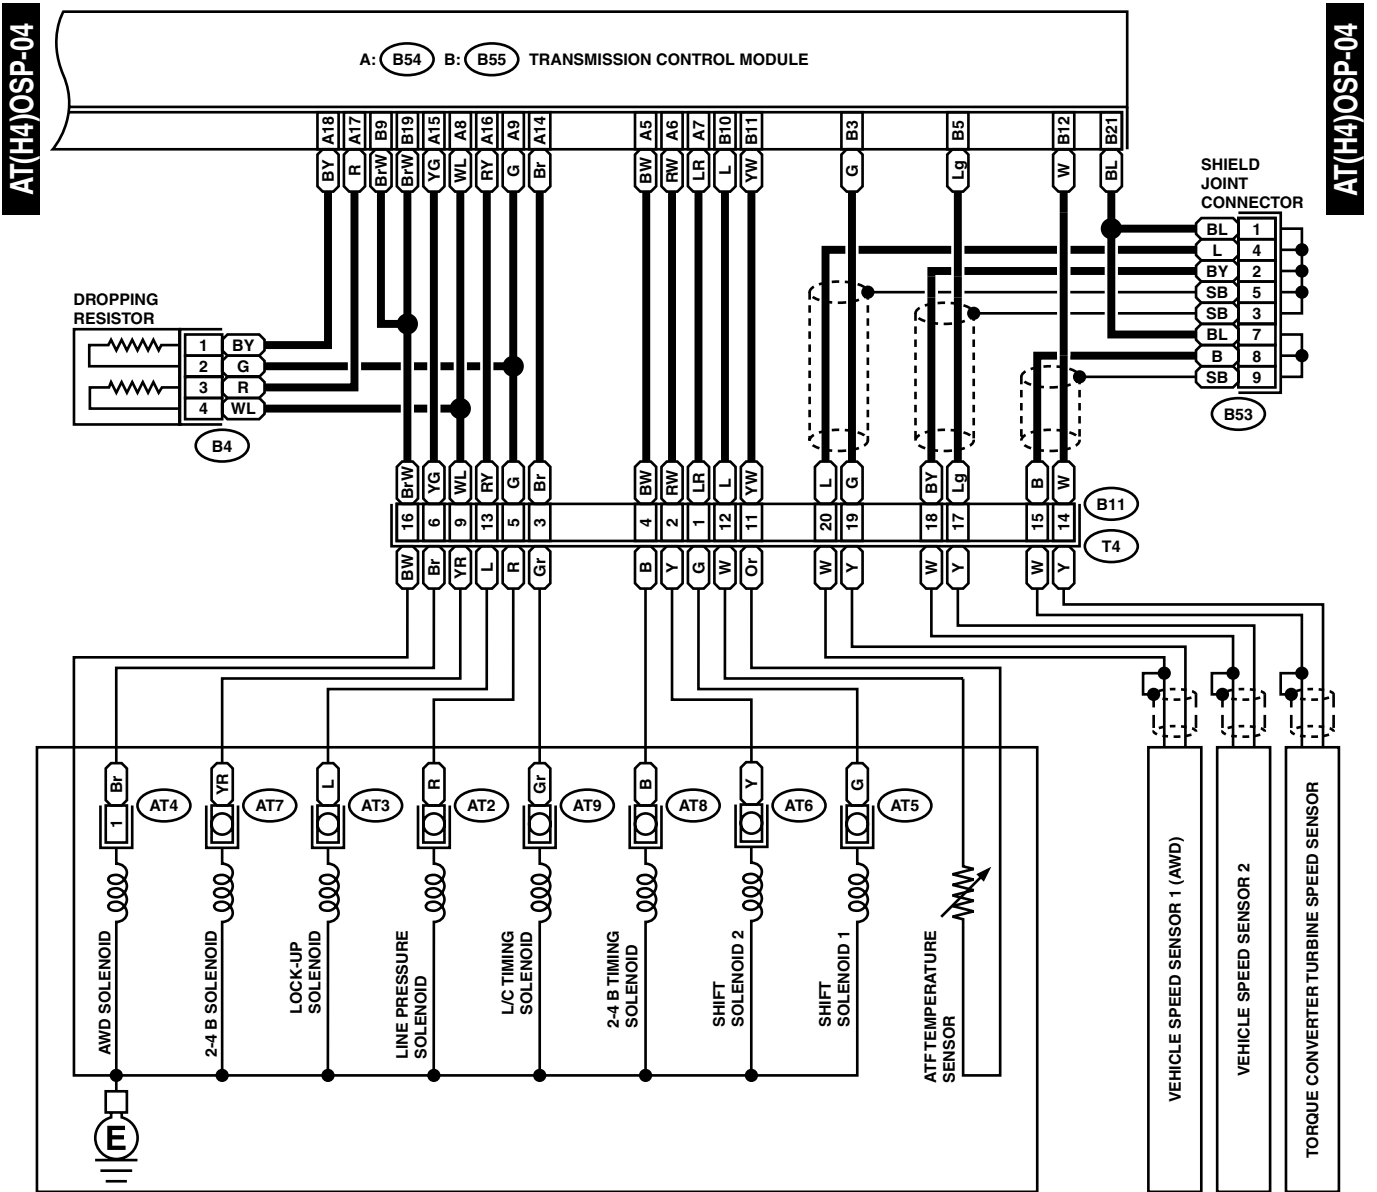 AT(H4)OSP-04
AT(H4)OSP-04
A: B54 B: B55 TRANSMISSION CONTROL MODULE
A18 A17 B9 B19 A15 A8 A16 A9 A14 A5 A6 A7 B10 B11 B3 B5 B12 B21
BY R BrW BrW YG WL RY G Br BW RW LR L YW G Lg W BL
SHIELD
JOINT
CONNECTOR
BL 1
L 4
BY 2
SB 5
SB 3
BL 7
B 8
SB 9
B53
DROPPING
RESISTOR
1 BY
2 G
3 R
4 WL
B4
BrW YG WL RY G Br BW RW LR L YW L G BY Lg B W
16 6 9 13 5 3 4 2 1 12 11 20 19 18 17 15 14
B11
T4
BW Br YR L R Gr B Y G W Or W Y W Y W Y
Br YR L R Gr B Y G
1
AT4 AT7 AT3 AT2 AT9 AT8 AT6 AT5
AWD SOLENOID
2-4 B SOLENOID
LOCK-UP
SOLENOID
LINE PRESSURE
SOLENOID
L/C TIMING
SOLENOID
2-4 B TIMING
SOLENOID
SHIFT
SOLENOID 2
SHIFT
SOLENOID 1
ATF TEMPERATURE
SENSOR
VEHICLE SPEED SENSOR 1 (AWD)
VEHICLE SPEED SENSOR 2
TORQUE CONVERTER TURBINE SPEED SENSOR
E